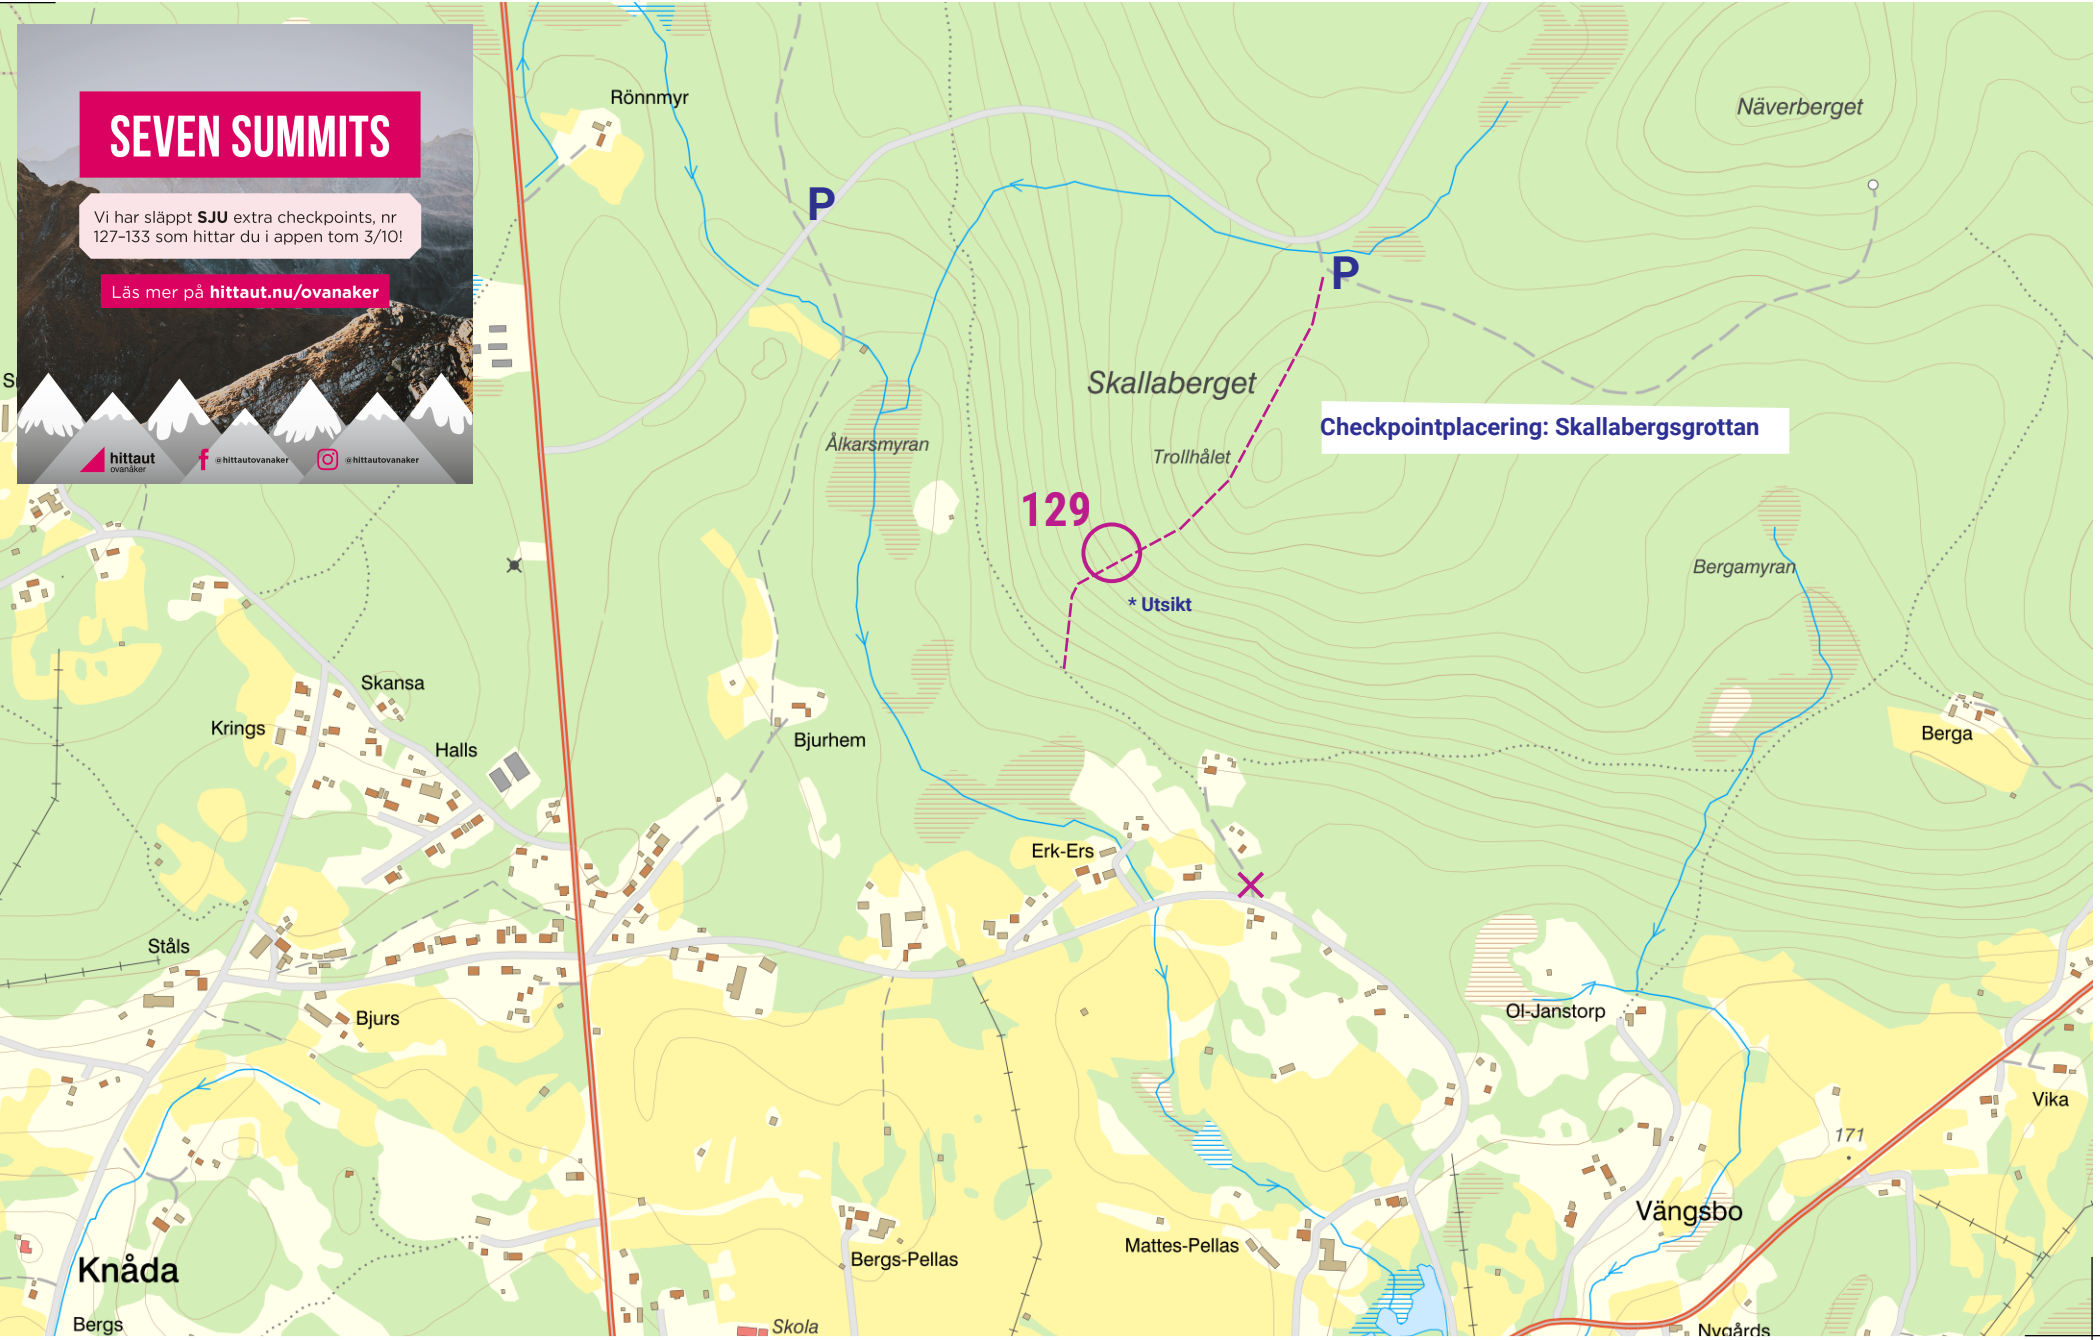 SEVEN SUMMITS
Vi har släppt SJU extra checkpoints, nr
127-133 som hittar du i appen tom 3/10!
Läs mer på hittaut.nu/ovanaker
hittaut
ovanåker
@hittautovanaker
@hittautovanaker
Rönnmyr
Näverberget
P
P
Skallaberget
Checkpointplacering: Skallabergsgrottan
Ålkarsmyran
Trollhålet
129
Bergamyran
* Utsikt
Skansa
Krings
Halls
Bjurhem
Berga
Erk-Ers
Ståls
Bjurs
Ol-Janstorp
Vika
171
Vängsbo
Mattes-Pellas
Bergs-Pellas
Knåda
Bergs
Skola
Nygårds